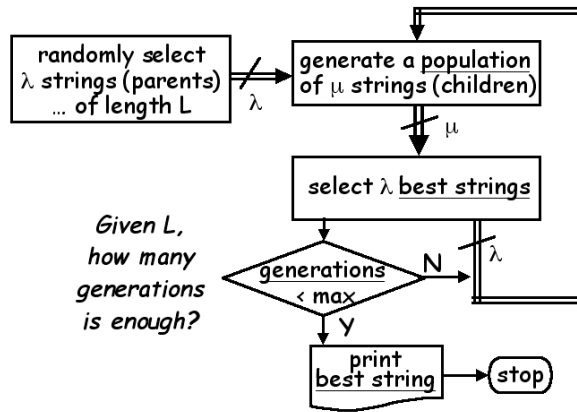 randomly select
λ strings (parents)
... of length L
λ
generate a population
of μ strings (children)
μ
select λ best strings
λ
Given L,
how many
generations
is enough?
generations
< max
N
Y
print
best string
stop